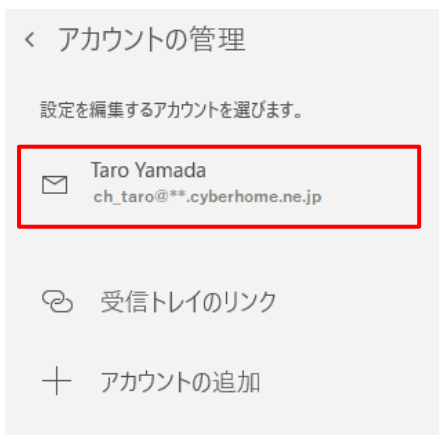 アカウントの管理
設定を編集するアカウントを選びます。
Taro Yamada
ch_taro@**.cyberhome.ne.jp
受信トレイのリンク
アカウントの追加